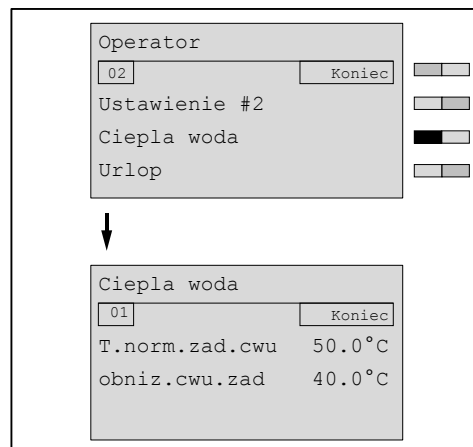 Operator
02 Koniec
Ustawienie #2
Ciepla woda
Urlop
Ciepla woda
01 Koniec
T.norm.zad.cwu 50.0°C
obniz.cwu.zad 40.0°C